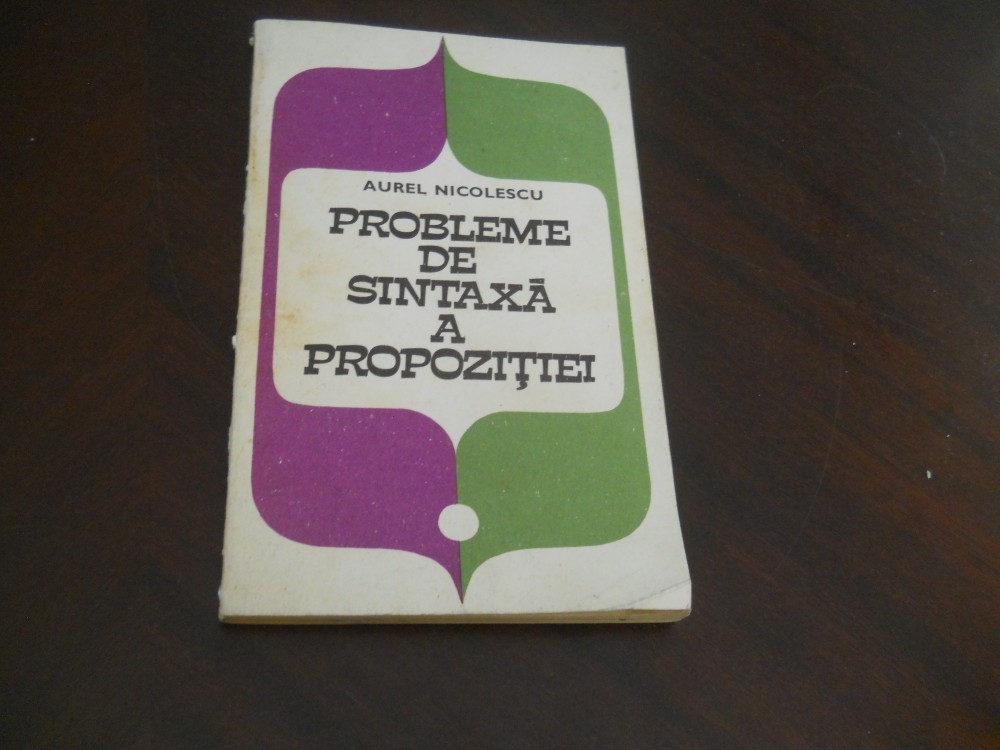 AUREL NICOLESCU
PROBLEME
DE
SINTAXĂ
A
PROPOZIŢIEI